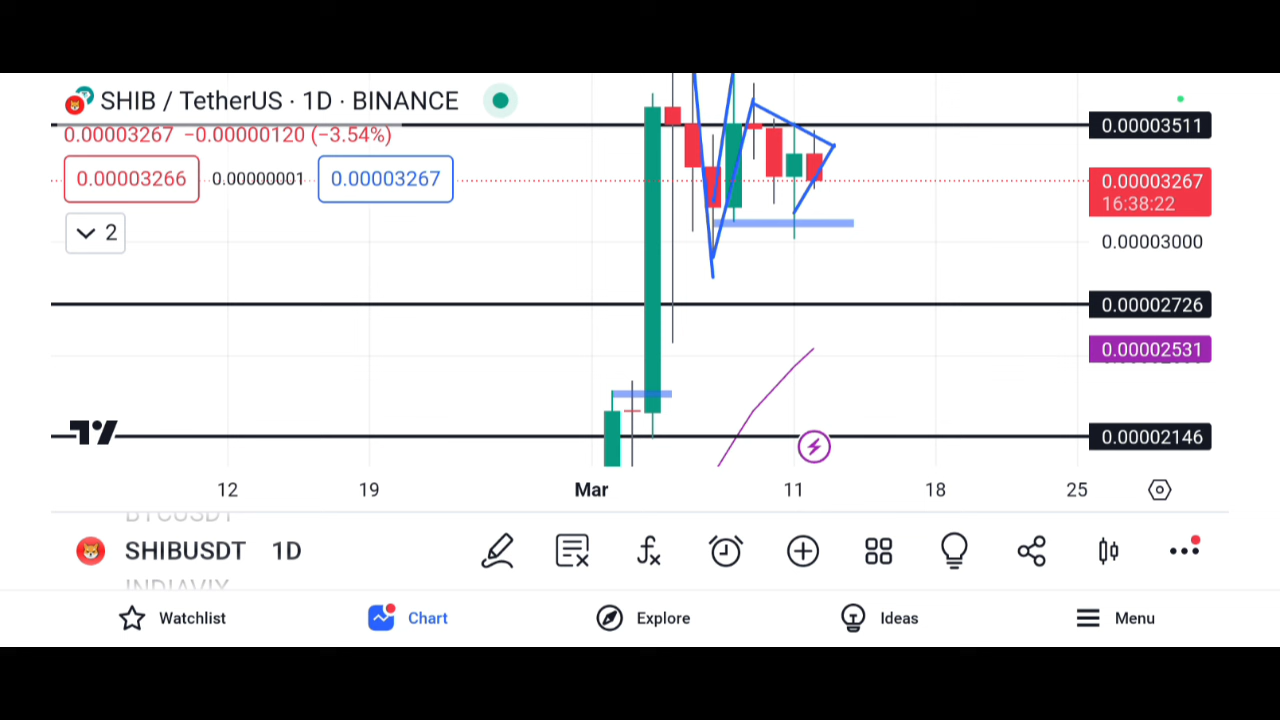 SHIB / TetherUS · 1D · BINANCE
0.00003267 −0.00000120 (−3.54%)
0.00003266 0.00000001 0.00003267
2
0.00003511
0.00003267
16:38:22
0.00003000
0.00002726
0.00002531
0.00002146
12 19 Mar 11 18 25
BTCUSDT
SHIBUSDT 1D
INDIAVIX
Watchlist Chart Explore Ideas Menu